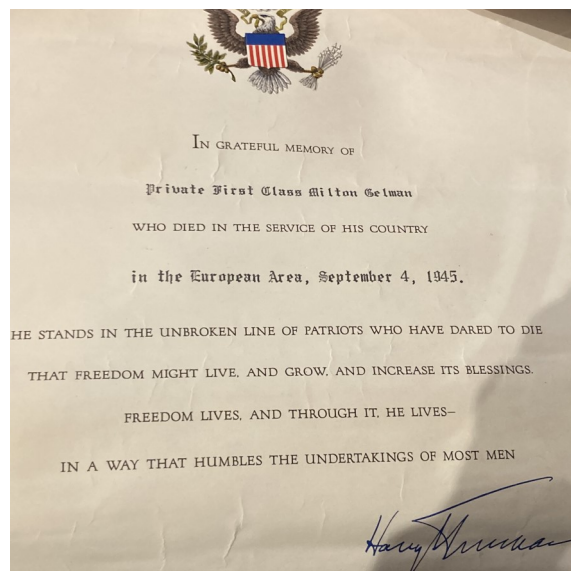 IN GRATEFUL MEMORY OF
Private First Class Milton Gelman
WHO DIED IN THE SERVICE OF HIS COUNTRY
in the European Area, September 4, 1945.
HE STANDS IN THE UNBROKEN LINE OF PATRIOTS WHO HAVE DARED TO DIE
THAT FREEDOM MIGHT LIVE, AND GROW, AND INCREASE ITS BLESSINGS.
FREEDOM LIVES, AND THROUGH IT, HE LIVES—
IN A WAY THAT HUMBLES THE UNDERTAKINGS OF MOST MEN
Harry Truman